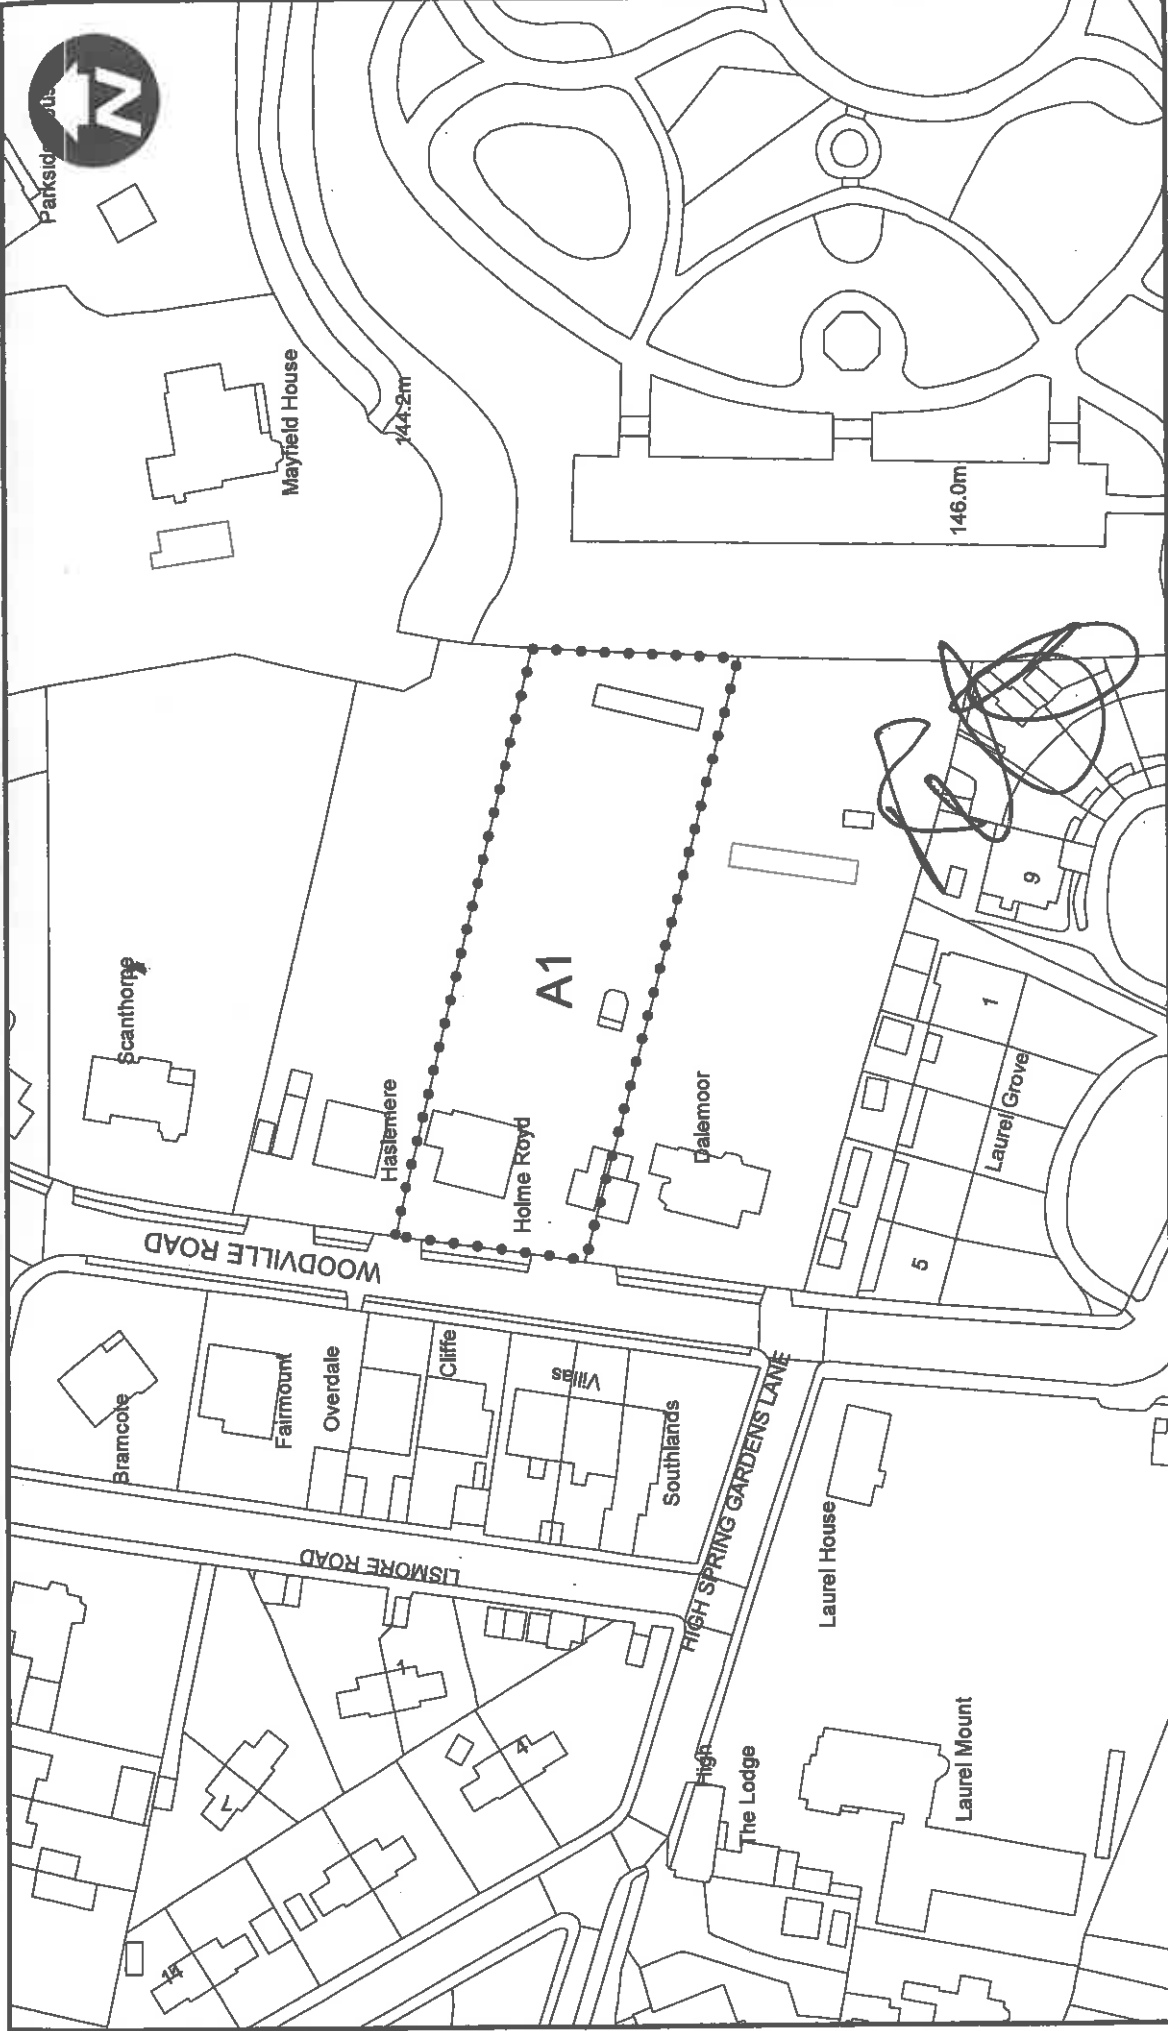 N
Mayfield House
144.2m
146.0m
Scanthorpe
A1
Haslemere
Holme Royd
Dalemoor
9
1
Laurel Grove
5
WOODVILLE ROAD
Bramcote
Fairmount
Overdale
Cliffe
Villas
Southlands
LISMORE ROAD
HIGH SPRING GARDENS LANE
Laurel House
1
7
4
14
High
The Lodge
Laurel Mount